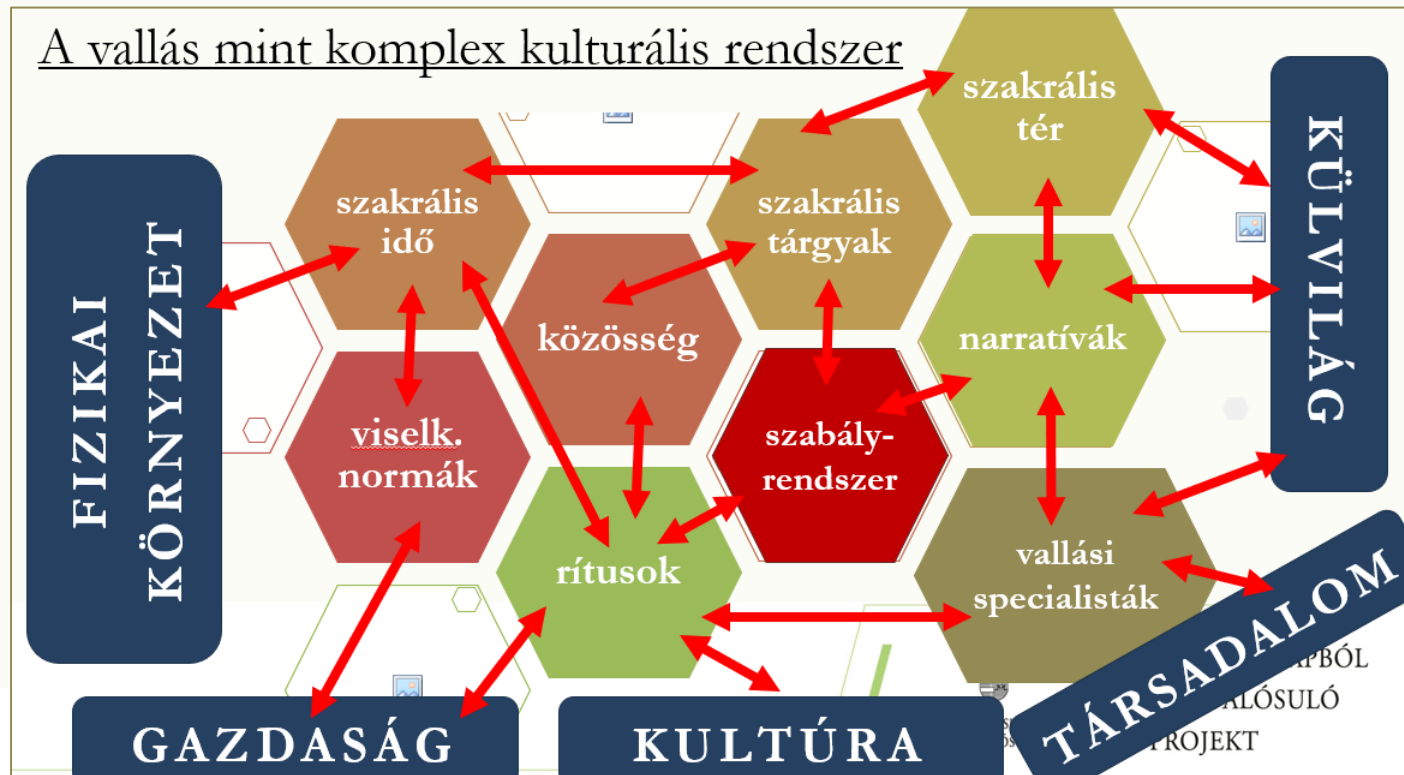 A vallás mint komplex kulturális rendszer
szakrális
tér
szakrális
idő
szakrális
tárgyak
közösség
narratívák
viselk.
normák
szabály-
rendszer
rítusok
vallási
specialisták
FIZIKAI
KÖRNYEZET
KÜLVILÁG
TÁRSADALOM
GAZDASÁG
KULTÚRA
PROJEKT